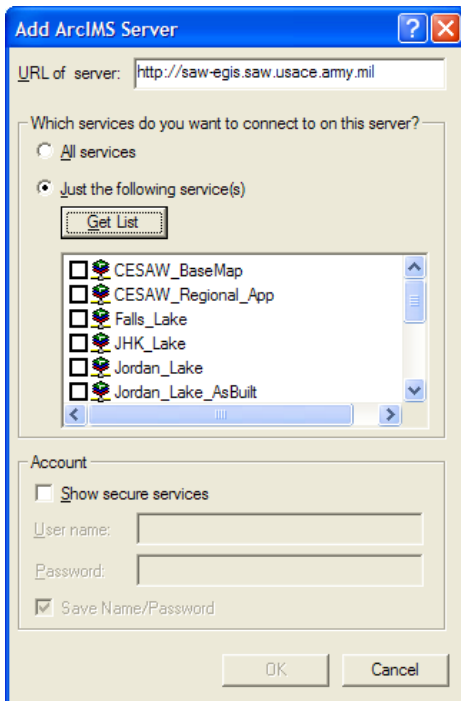 Add ArcIMS Server
URL of server: http://saw-egis.saw.usace.army.mil
Which services do you want to connect to on this server?
All services
Just the following service(s)
Get List
CESAW_BaseMap
CESAW_Regional_App
Falls_Lake
JHK_Lake
Jordan_Lake
Jordan_Lake_AsBuilt
Account
Show secure services
User name:
Password:
Save Name/Password
OK Cancel